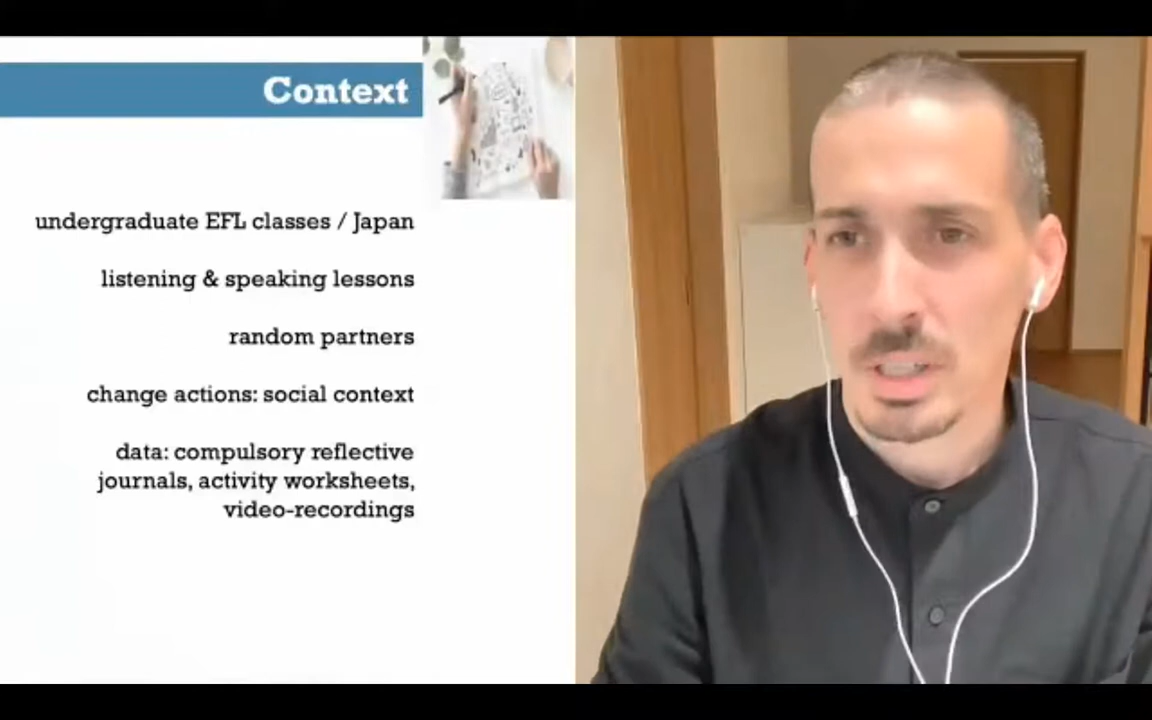 Context
undergraduate EFL classes / Japan
listening & speaking lessons
random partners
change actions: social context
data: compulsory reflective
journals, activity worksheets,
video-recordings